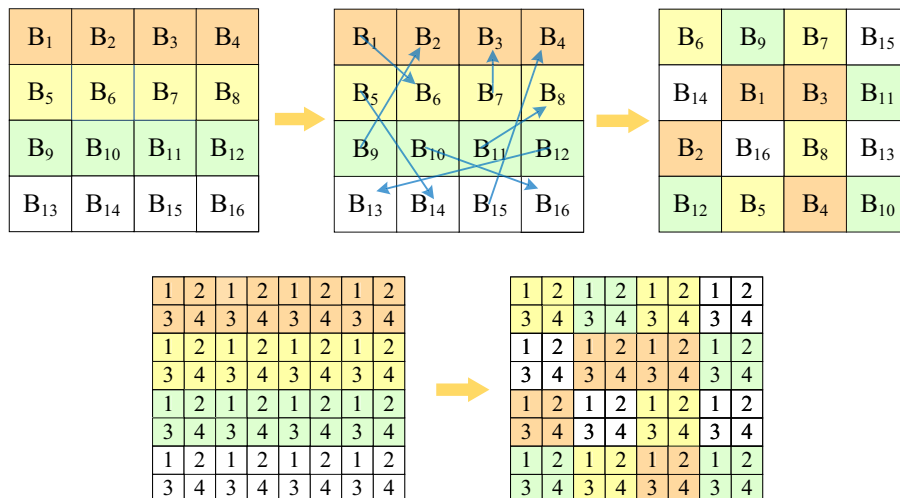 B1 B2 B3 B4 B1 B2 B3 B4 B6 B9 B7 B15
B5 B6 B7 B8 B5 B6 B7 B8 B14 B1 B3 B11
B9 B10 B11 B12 B9 B10 B11 B12 B2 B16 B8 B13
B13 B14 B15 B16 B13 B14 B15 B16 B12 B5 B4 B10
1 2 1 2 1 2 1 2 1 2 1 2 1 2 1 2
3 4 3 4 3 4 3 4 3 4 3 4 3 4 3 4
1 2 1 2 1 2 1 2 1 2 1 2 1 2 1 2
3 4 3 4 3 4 3 4 3 4 3 4 3 4 3 4
1 2 1 2 1 2 1 2 1 2 1 2 1 2 1 2
3 4 3 4 3 4 3 4 3 4 3 4 3 4 3 4
1 2 1 2 1 2 1 2 1 2 1 2 1 2 1 2
3 4 3 4 3 4 3 4 3 4 3 4 3 4 3 4